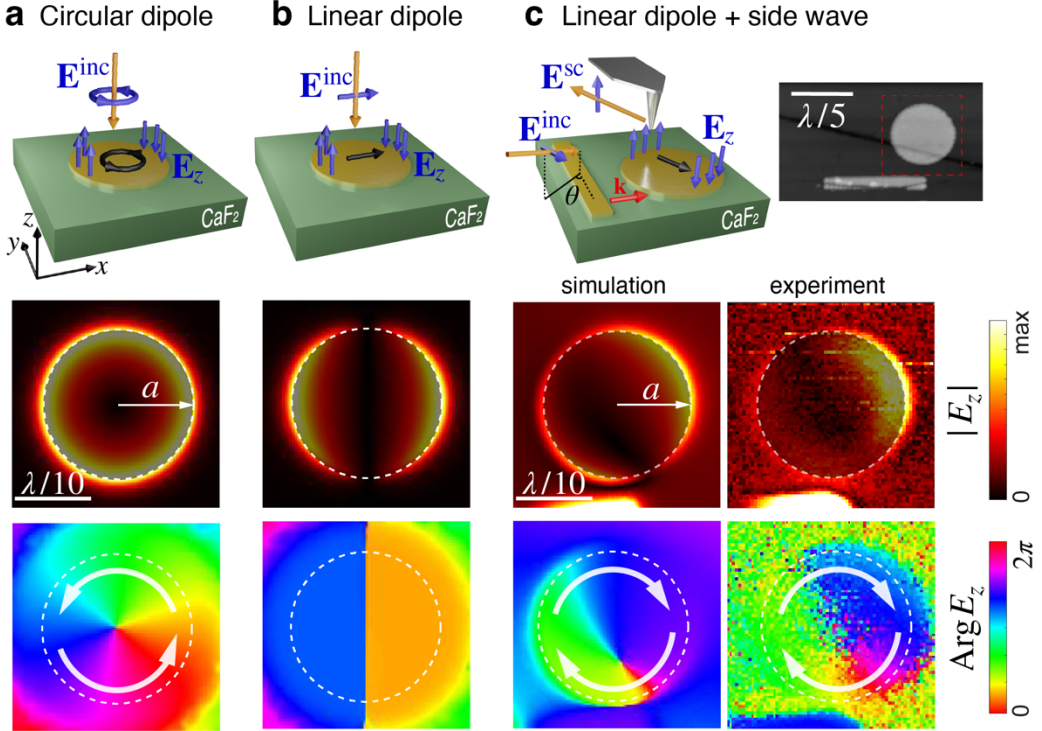 a Circular dipole
b Linear dipole
c Linear dipole + side wave
E^inc
E_z
CaF₂
z
y
x
E^inc
E_z
CaF₂
E^sc
E^inc
E_z
θ
k
CaF₂
λ/5
simulation
experiment
a
λ/10
a
λ/10
max
|E_z|
0
2π
Arg E_z
0